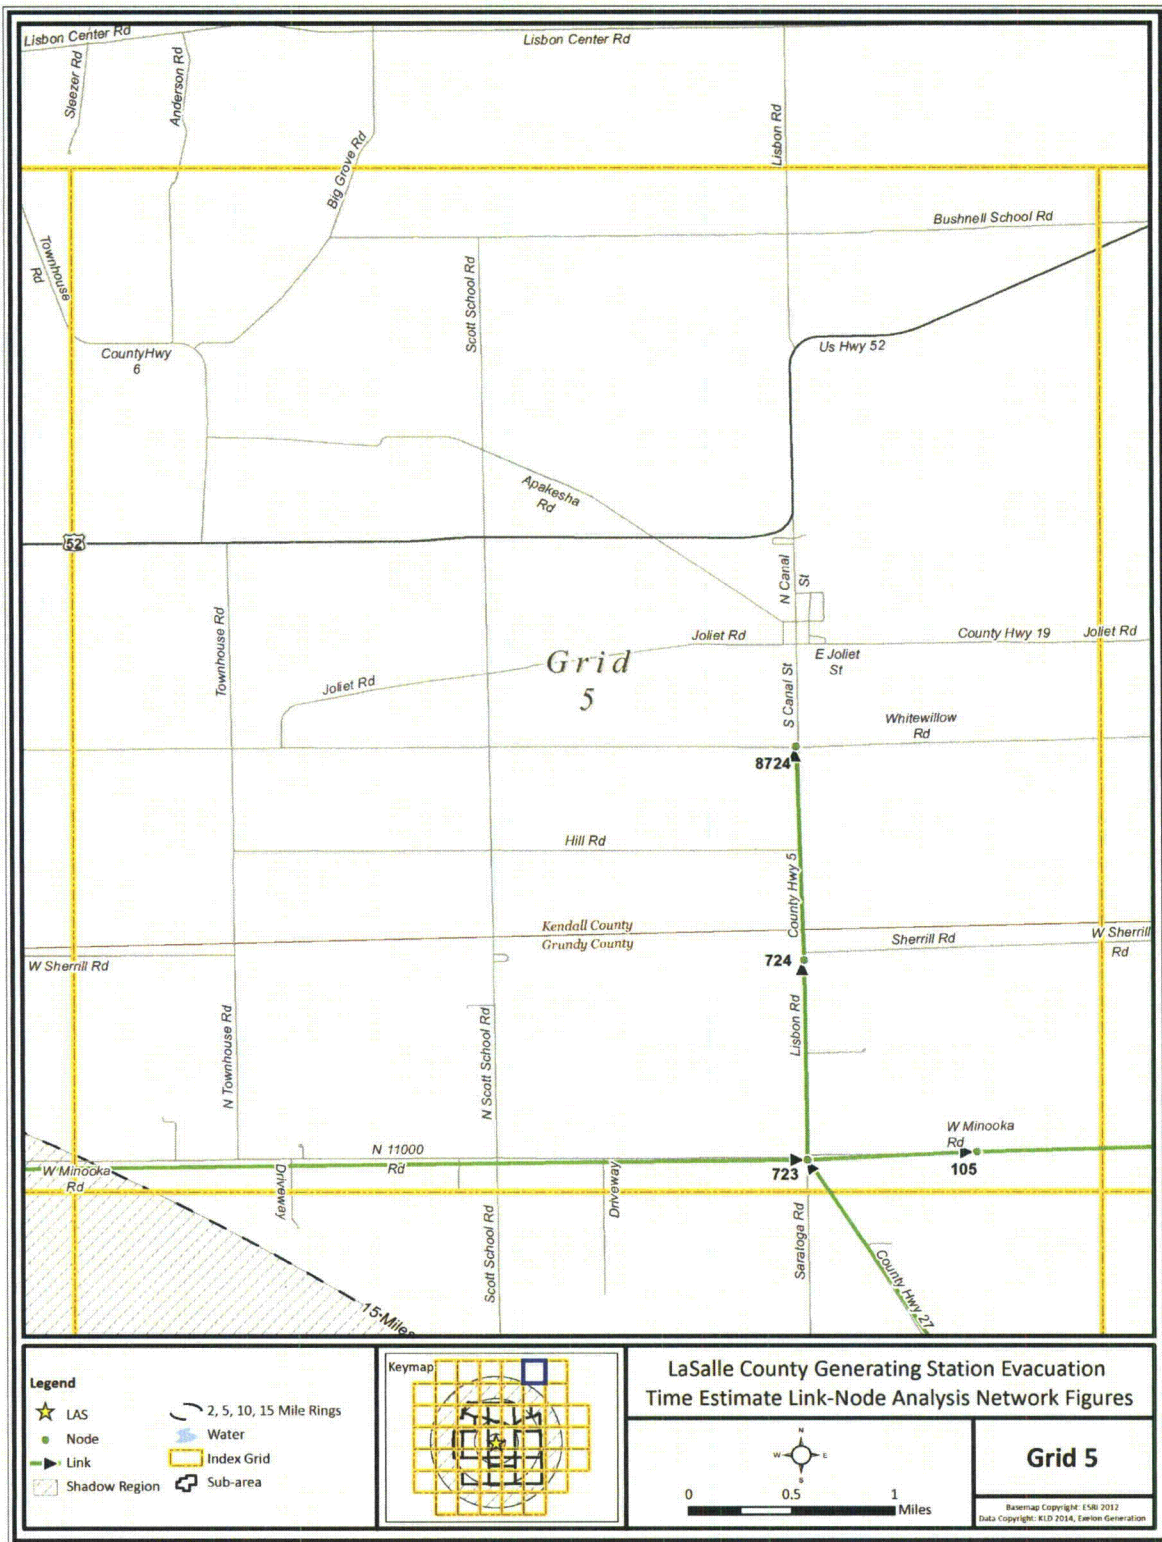 Lisbon Center Rd
Lisbon Center Rd
Sleezer Rd
Anderson Rd
Big Grove Rd
Lisbon Rd
Bushnell School Rd
Townhouse
Rd
Scott School Rd
CountyHwy
6
Us Hwy 52
Apakesha
Rd
52
N Canal
St
Townhouse Rd
Joliet Rd
County Hwy 19
Joliet Rd
E Joliet
St
Grid
5
Joliet Rd
S Canal St
Whitewillow
Rd
8724
Hill Rd
County Hwy 5
Kendall County
Grundy County
Sherrill Rd
W Sherrill
Rd
W Sherrill Rd
724
N Townhouse Rd
N Scott School Rd
Lisbon Rd
W Minooka
Rd
N 11000
Rd
W Minooka
Rd
723
105
Driveway
Driveway
Scott School Rd
Saratoga Rd
County Hwy 27
15 Miles
Legend
LAS
Node
Link
Shadow Region
2, 5, 10, 15 Mile Rings
Water
Index Grid
Sub-area
Keymap
LaSalle County Generating Station Evacuation
Time Estimate Link-Node Analysis Network Figures
N
W
E
S
0
0.5
1
Miles
Grid 5
Basemap Copyright: ESRI 2012
Data Copyright: KLD 2014, Exelon Generation